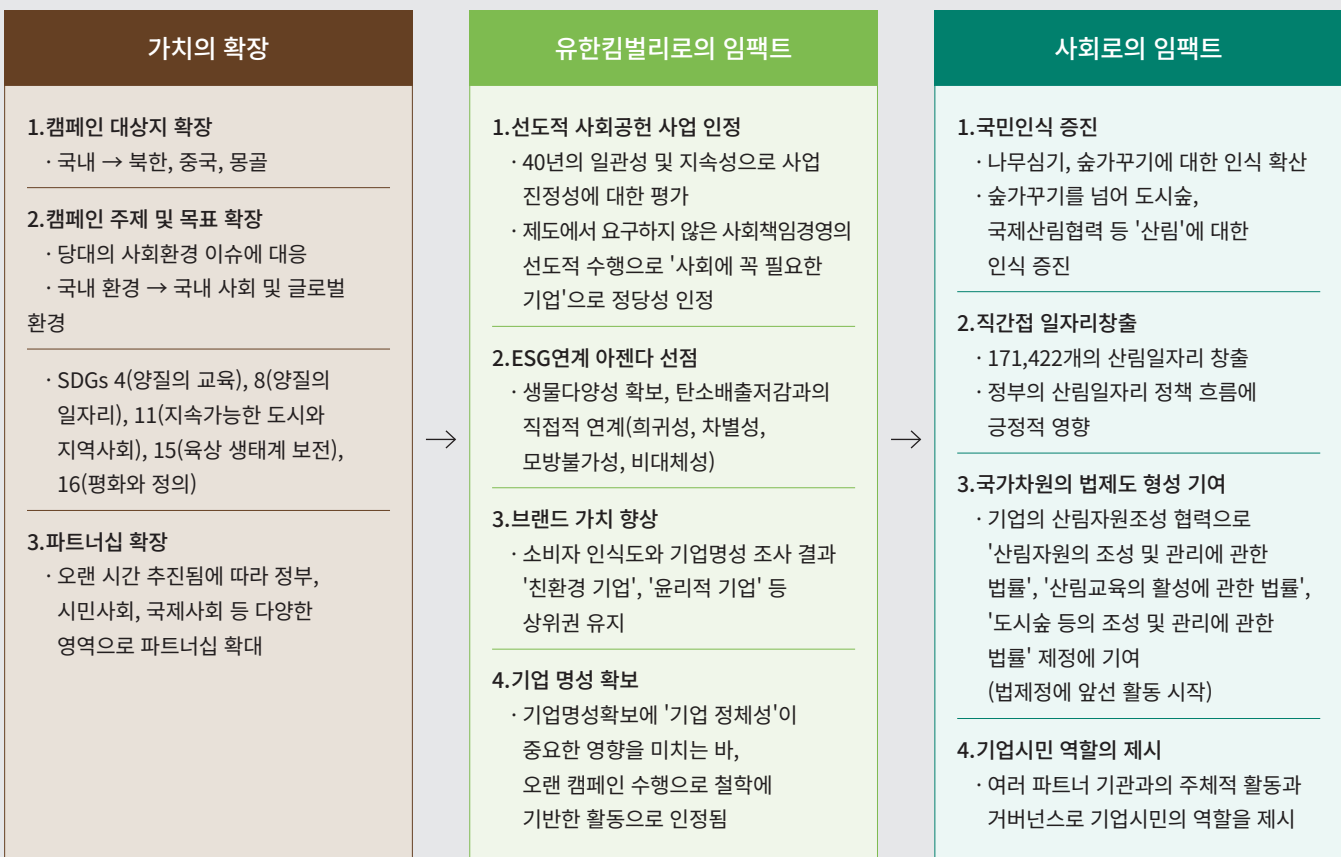 가치의 확장
1.캠페인 대상지 확장
· 국내 → 북한, 중국, 몽골
2.캠페인 주제 및 목표 확장
· 당대의 사회환경 이슈에 대응
· 국내 환경 → 국내 사회 및 글로벌
환경
· SDGs 4(양질의 교육), 8(양질의
일자리), 11(지속가능한 도시와
지역사회), 15(육상 생태계 보전),
16(평화와 정의)
3.파트너십 확장
· 오랜 시간 추진됨에 따라 정부,
시민사회, 국제사회 등 다양한
영역으로 파트너십 확대
→
유한킴벌리로의 임팩트
1.선도적 사회공헌 사업 인정
· 40년의 일관성 및 지속성으로 사업
진정성에 대한 평가
· 제도에서 요구하지 않은 사회책임경영의
선도적 수행으로 '사회에 꼭 필요한
기업'으로 정당성 인정
2.ESG연계 아젠다 선점
· 생물다양성 확보, 탄소배출저감과의
직접적 연계(희귀성, 차별성,
모방불가성, 비대체성)
3.브랜드 가치 향상
· 소비자 인식도와 기업명성 조사 결과
'친환경 기업', '윤리적 기업' 등
상위권 유지
4.기업 명성 확보
· 기업명성확보에 '기업 정체성'이
중요한 영향을 미치는 바,
오랜 캠페인 수행으로 철학에
기반한 활동으로 인정됨
→
사회로의 임팩트
1.국민인식 증진
· 나무심기, 숲가꾸기에 대한 인식 확산
· 숲가꾸기를 넘어 도시숲,
국제산림협력 등 '산림'에 대한
인식 증진
2.직간접 일자리창출
· 171,422개의 산림일자리 창출
· 정부의 산림일자리 정책 흐름에
긍정적 영향
3.국가차원의 법제도 형성 기여
· 기업의 산림자원조성 협력으로
'산림자원의 조성 및 관리에 관한
법률', '산림교육의 활성에 관한 법률',
'도시숲 등의 조성 및 관리에 관한
법률' 제정에 기여
(법제정에 앞선 활동 시작)
4.기업시민 역할의 제시
· 여러 파트너 기관과의 주체적 활동과
거버넌스로 기업시민의 역할을 제시